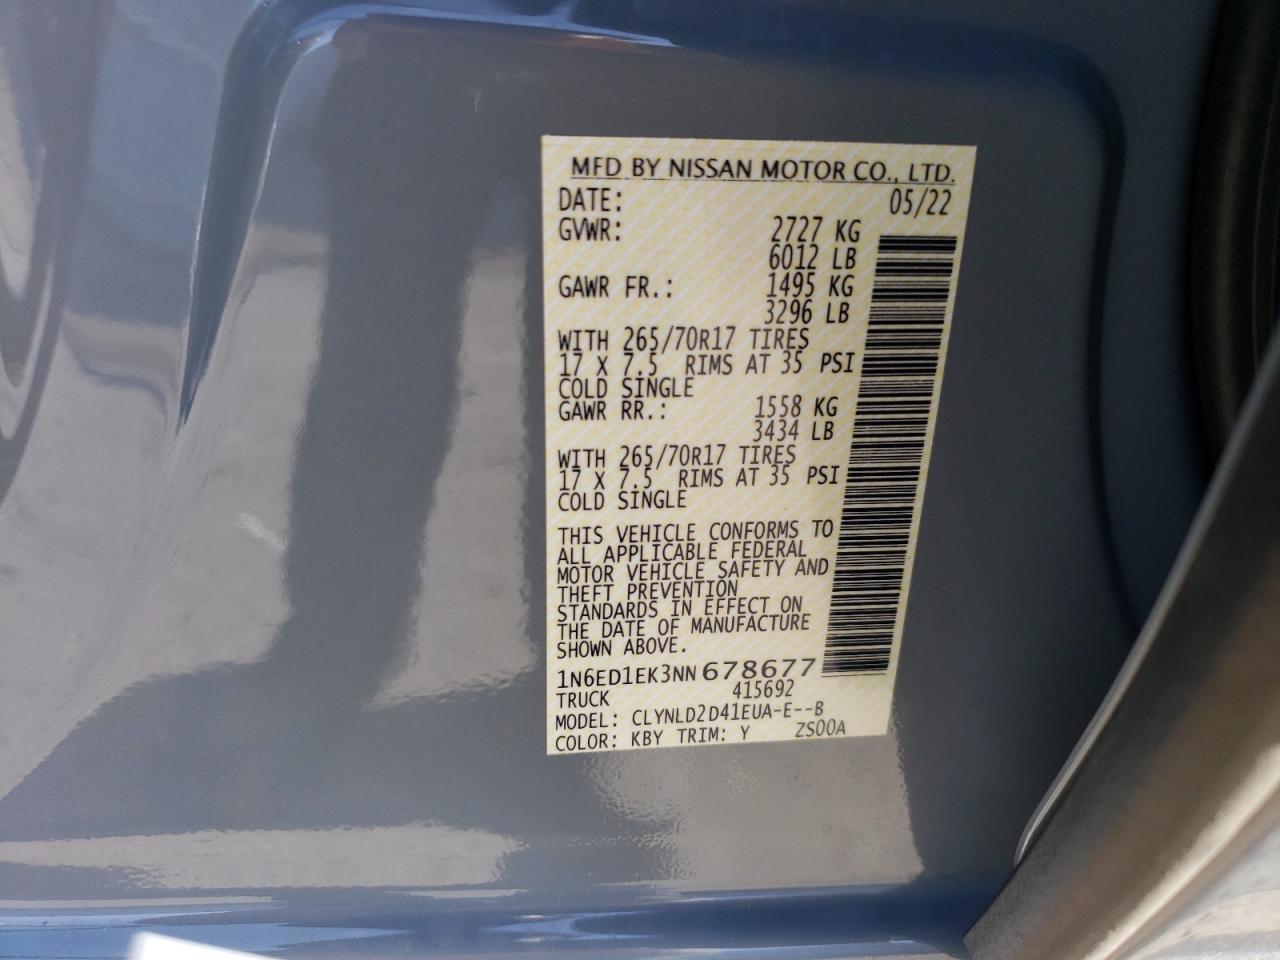 MFD BY NISSAN MOTOR CO., LTD.
DATE: 05/22
GVWR: 2727 KG
6012 LB
GAWR FR.: 1495 KG
3296 LB
WITH 265/70R17 TIRES
17 X 7.5 RIMS AT 35 PSI
COLD SINGLE
GAWR RR.: 1558 KG
3434 LB
WITH 265/70R17 TIRES
17 X 7.5 RIMS AT 35 PSI
COLD SINGLE
THIS VEHICLE CONFORMS TO
ALL APPLICABLE FEDERAL
MOTOR VEHICLE SAFETY AND
THEFT PREVENTION
STANDARDS IN EFFECT ON
THE DATE OF MANUFACTURE
SHOWN ABOVE.
1N6ED1EK3NN678677
TRUCK 415692
MODEL: CLYNLD2D41EUA-E--B
COLOR: KBY TRIM: Y ZS00A